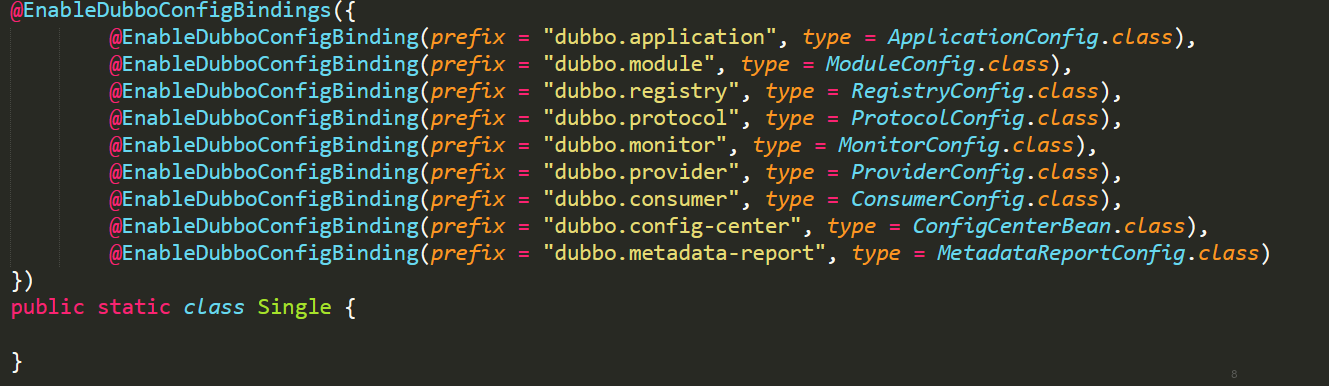 @EnableDubboConfigBindings({
        @EnableDubboConfigBinding(prefix = "dubbo.application", type = ApplicationConfig.class),
        @EnableDubboConfigBinding(prefix = "dubbo.module", type = ModuleConfig.class),
        @EnableDubboConfigBinding(prefix = "dubbo.registry", type = RegistryConfig.class),
        @EnableDubboConfigBinding(prefix = "dubbo.protocol", type = ProtocolConfig.class),
        @EnableDubboConfigBinding(prefix = "dubbo.monitor", type = MonitorConfig.class),
        @EnableDubboConfigBinding(prefix = "dubbo.provider", type = ProviderConfig.class),
        @EnableDubboConfigBinding(prefix = "dubbo.consumer", type = ConsumerConfig.class),
        @EnableDubboConfigBinding(prefix = "dubbo.config-center", type = ConfigCenterBean.class),
        @EnableDubboConfigBinding(prefix = "dubbo.metadata-report", type = MetadataReportConfig.class)
})
public static class Single {
}
8